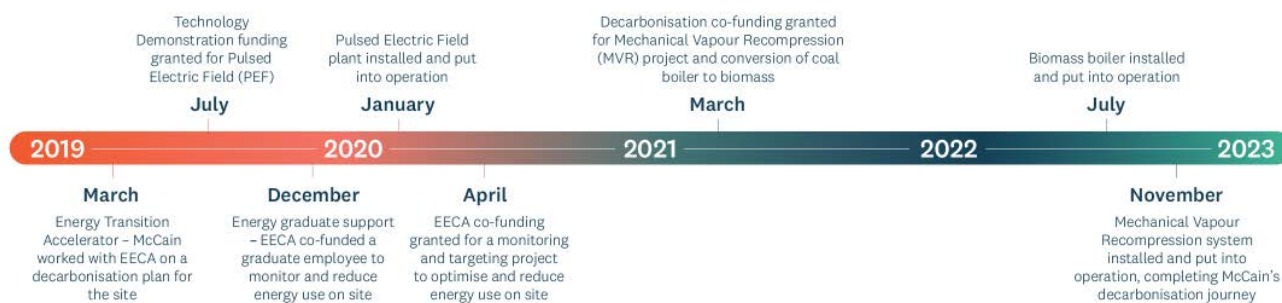 Technology
Demonstration funding
granted for Pulsed
Electric Field (PEF)
July
Pulsed Electric Field
plant installed and put
into operation
January
Decarbonisation co-funding granted
for Mechanical Vapour Recompression
(MVR) project and conversion of coal
boiler to biomass
March
Biomass boiler installed
and put into operation
July
2019
2020
2021
2022
2023
March
Energy Transition
Accelerator – McCain
worked with EECA on a
decarbonisation plan for
the site
December
Energy graduate support
– EECA co-funded a
graduate employee to
monitor and reduce
energy use on site
April
EECA co-funding
granted for a monitoring
and targeting project
to optimise and reduce
energy use on site
November
Mechanical Vapour
Recompression system
installed and put into
operation, completing McCain's
decarbonisation journey